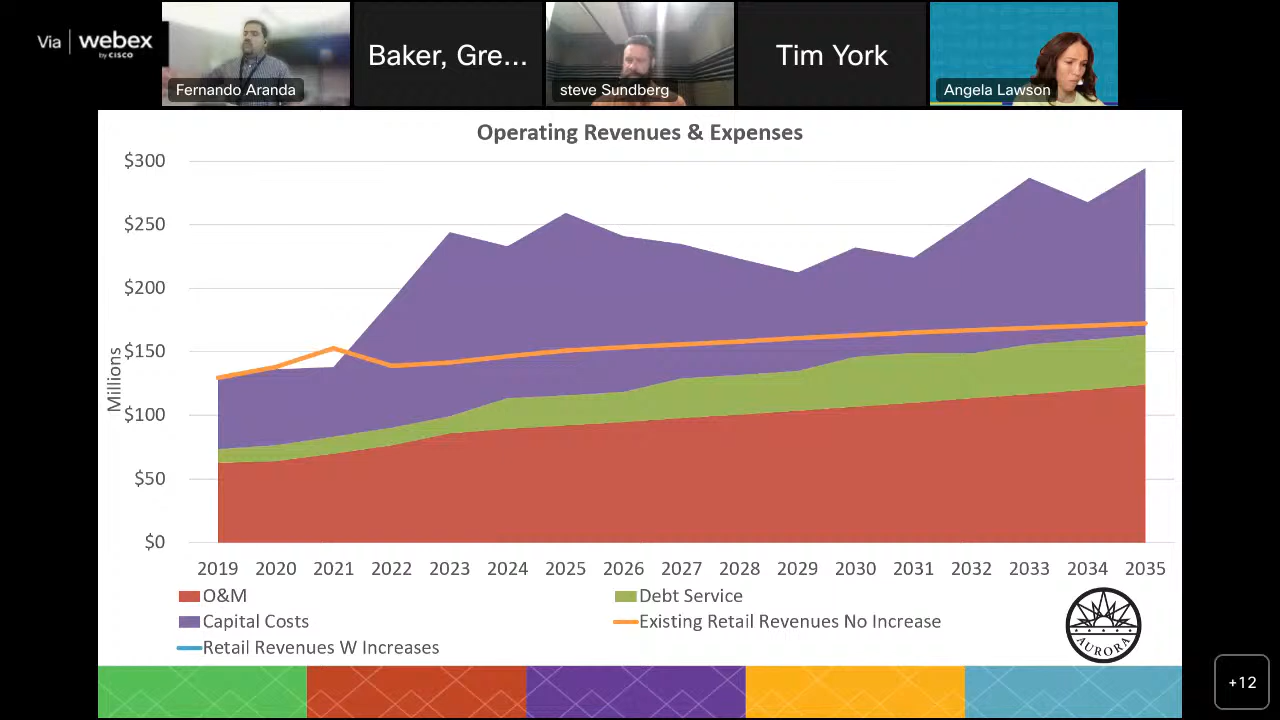 Via webex
by CISCO
Fernando Aranda
Baker, Gre...
steve Sundberg
Tim York
Angela Lawson
Operating Revenues & Expenses
$300
$250
$200
$150
$100
$50
$0
Millions
2019 2020 2021 2022 2023 2024 2025 2026 2027 2028 2029 2030 2031 2032 2033 2034 2035
O&M
Debt Service
Capital Costs
Existing Retail Revenues No Increase
Retail Revenues W Increases
AURORA
+12